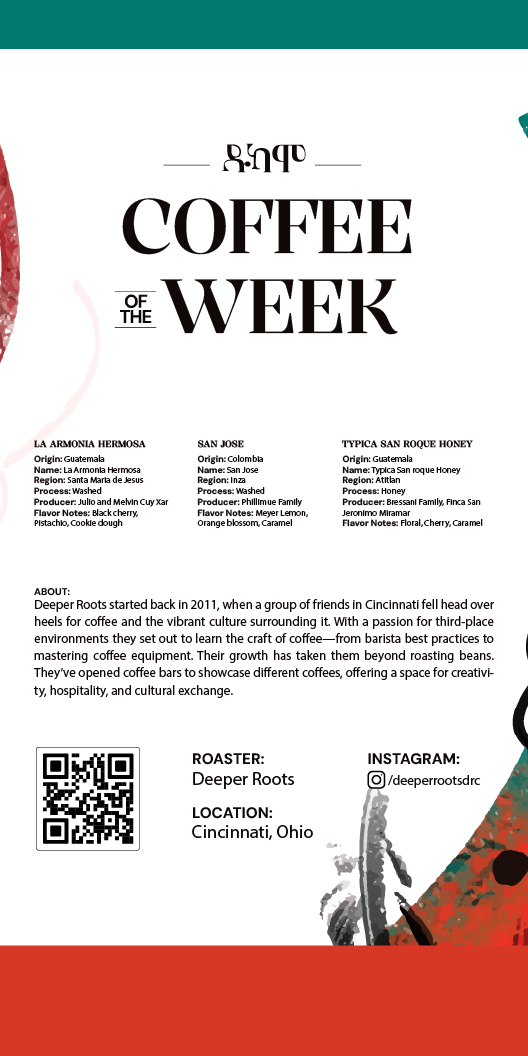 COFFEE
OF
THE
WEEK
LA ARMONIA HERMOSA
Origin: Guatemala
Name: La Armonia Hermosa
Region: Santa Maria de Jesus
Process: Washed
Producer: Julio and Melvin Cuy Xar
Flavor Notes: Black cherry,
Pistachio, Cookie dough
SAN JOSE
Origin: Colombia
Name: San Jose
Region: Inza
Process: Washed
Producer: Phillimue Family
Flavor Notes: Meyer Lemon,
Orange blossom, Caramel
TYPICA SAN ROQUE HONEY
Origin: Guatemala
Name: Typica San roque Honey
Region: Atitlan
Process: Honey
Producer: Bressani Family, Finca San
Jeronimo Miramar
Flavor Notes: Floral, Cherry, Caramel
ABOUT:
Deeper Roots started back in 2011, when a group of friends in Cincinnati fell head over
heels for coffee and the vibrant culture surrounding it. With a passion for third-place
environments they set out to learn the craft of coffee—from barista best practices to
mastering coffee equipment. Their growth has taken them beyond roasting beans.
They've opened coffee bars to showcase different coffees, offering a space for creativi-
ty, hospitality, and cultural exchange.
ROASTER:
Deeper Roots
LOCATION:
Cincinnati, Ohio
INSTAGRAM:
/deeperrootsdrc